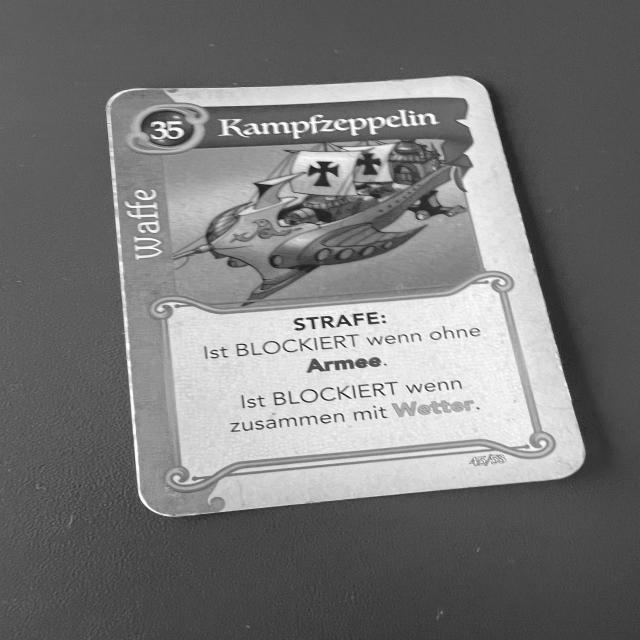 35 Kampfzeppelin
Waffe
STRAFE:
Ist BLOCKIERT wenn ohne
Armee.
Ist BLOCKIERT wenn
zusammen mit Wetter.